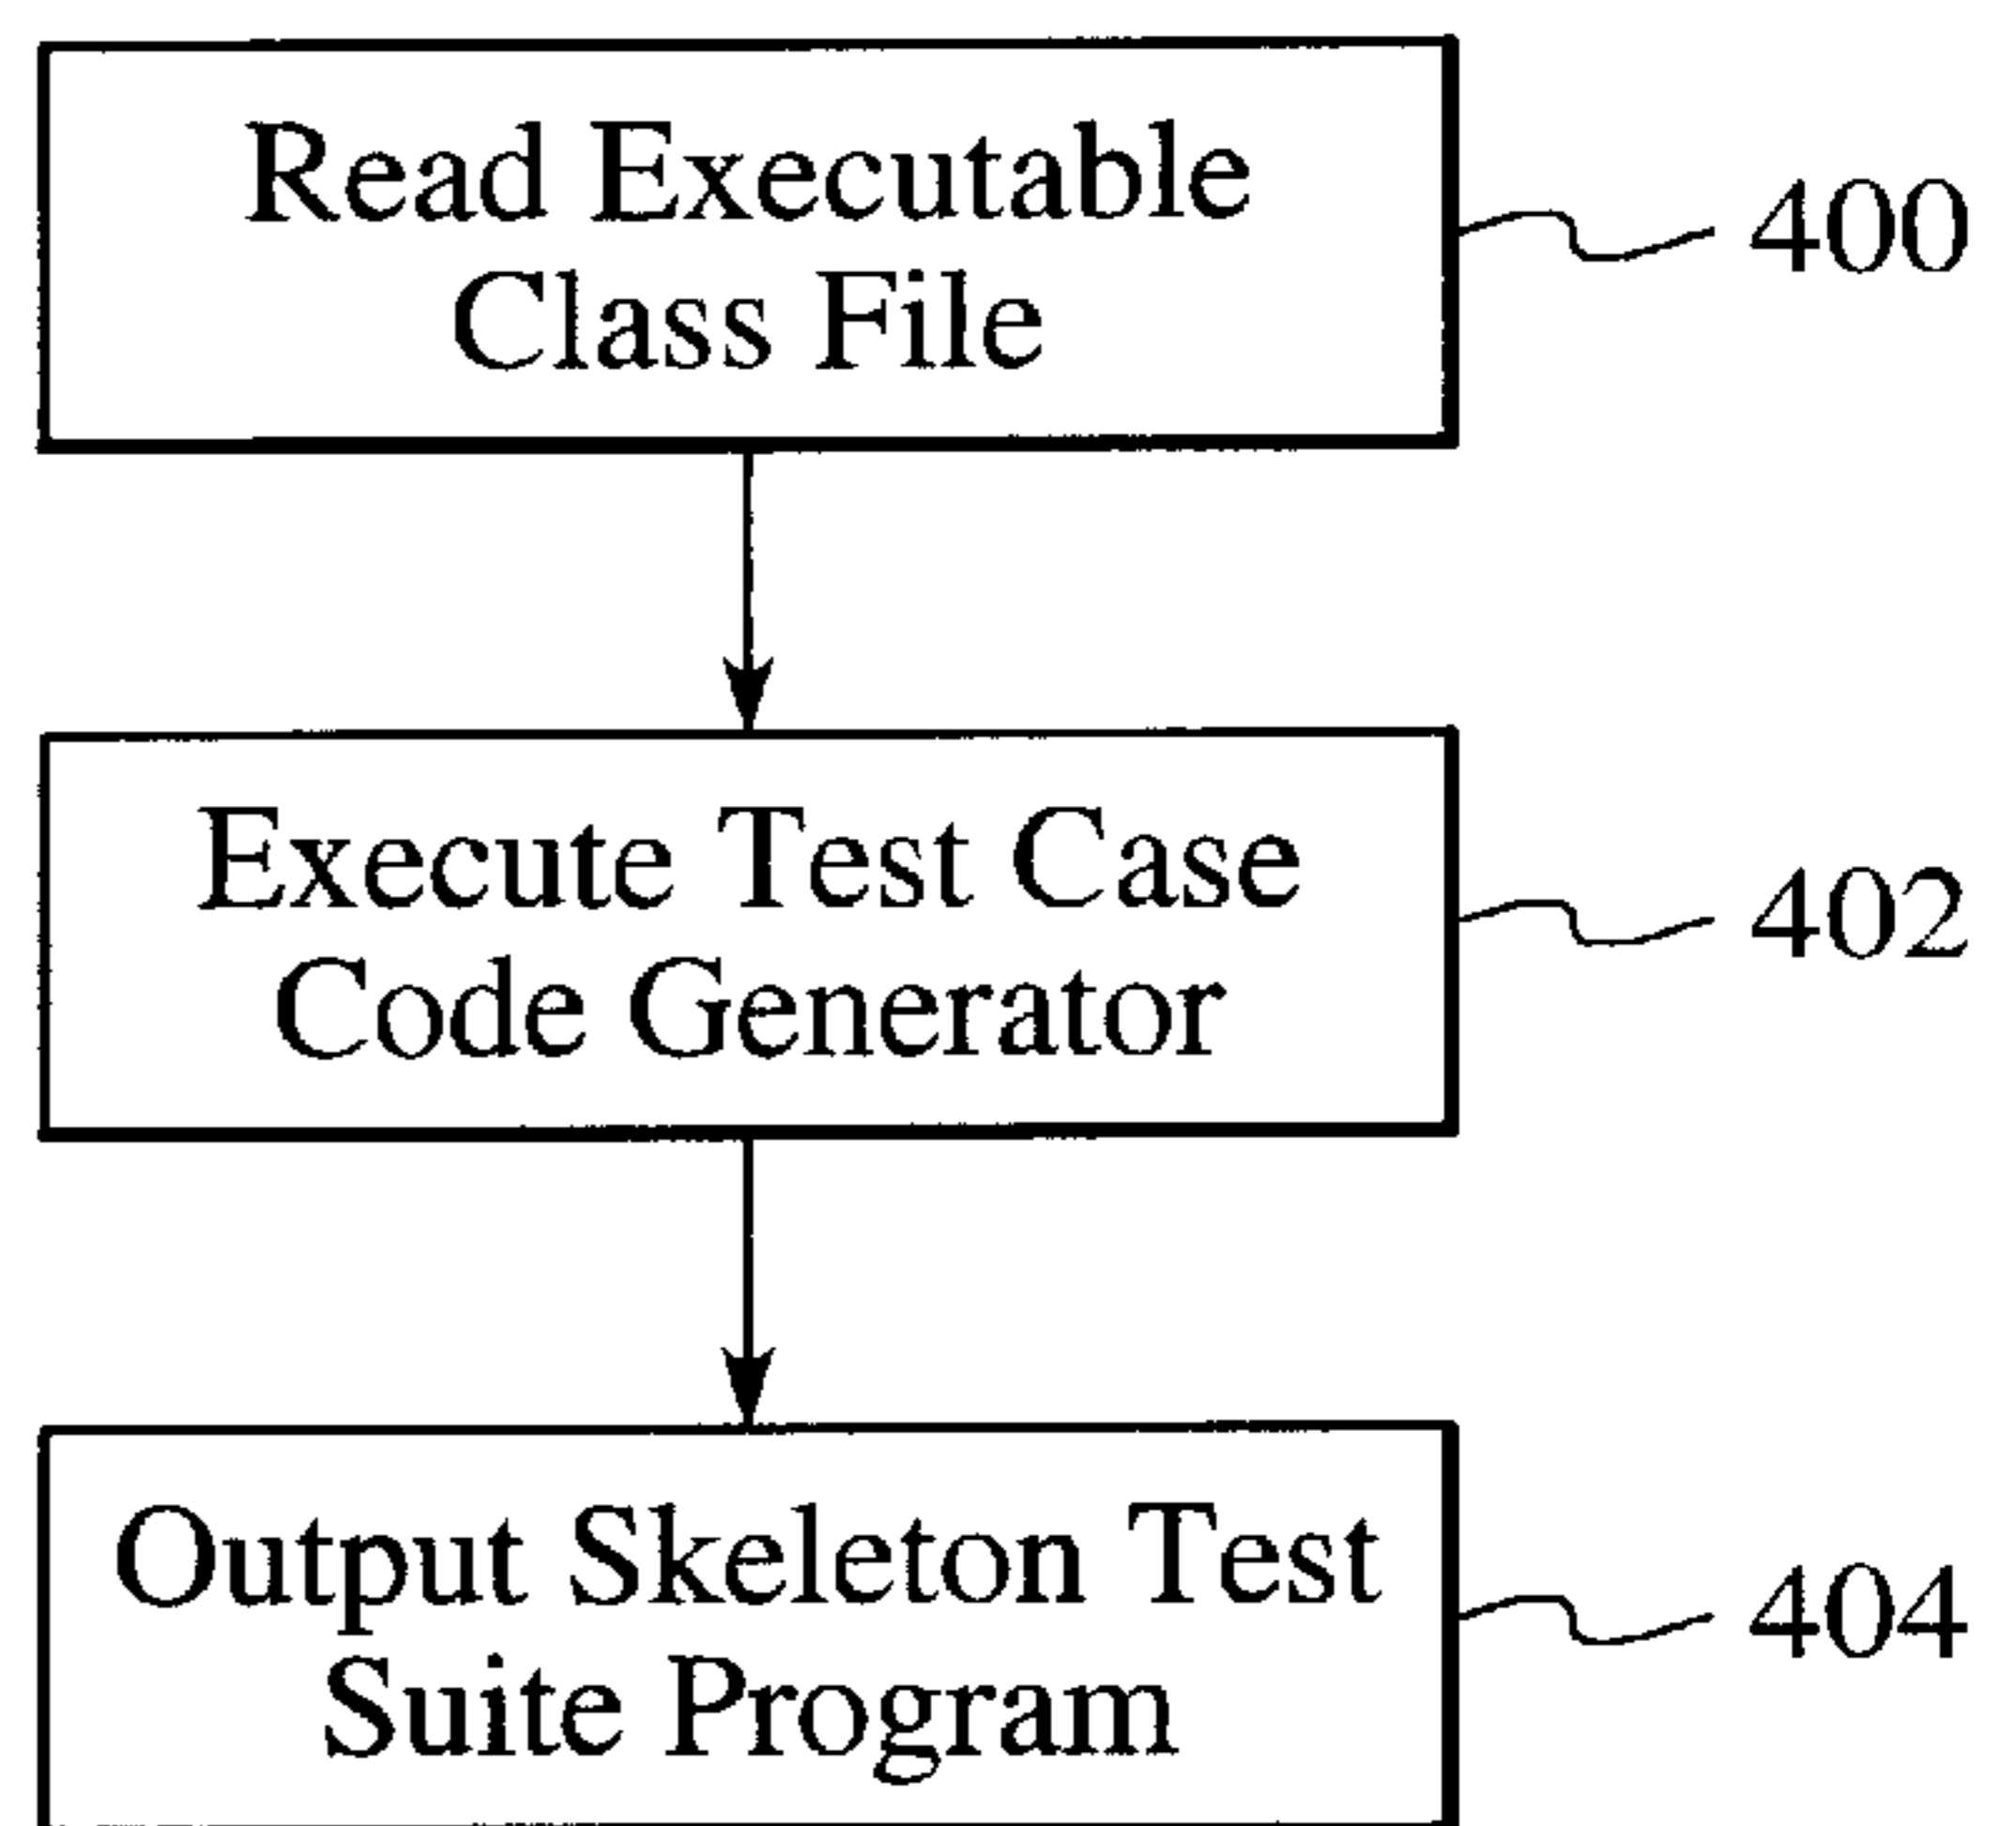 Read Executable
Class File
400
Execute Test Case
Code Generator
402
Output Skeleton Test
Suite Program
404